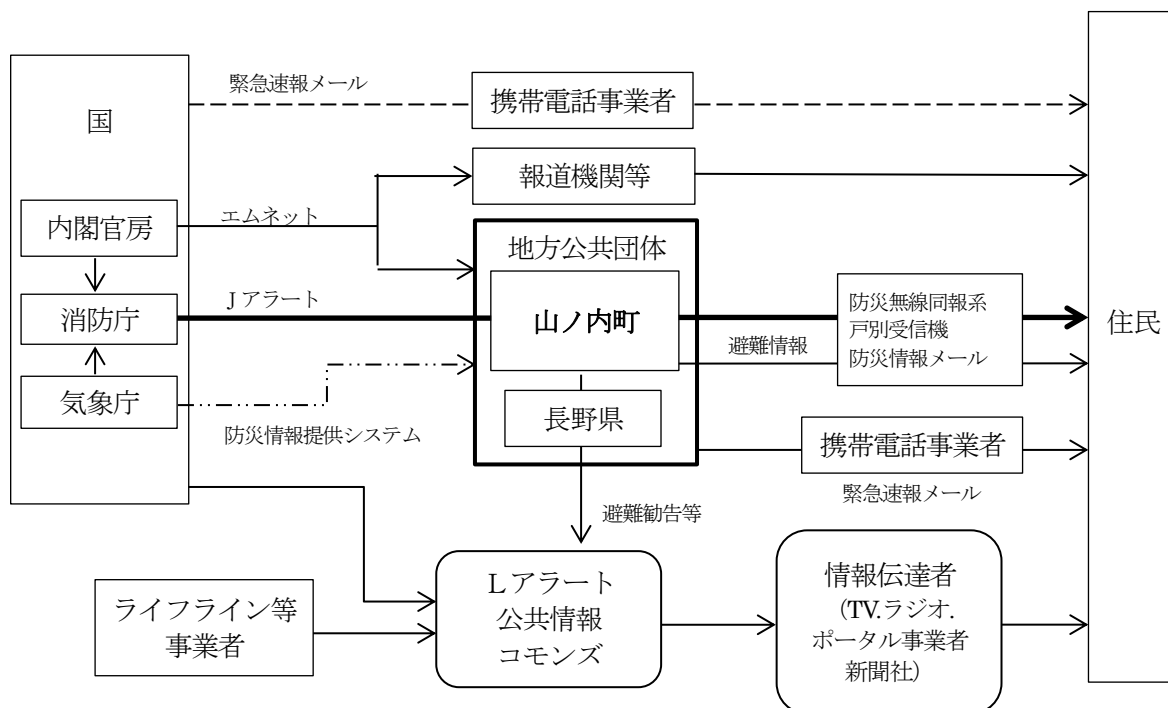 緊急速報メール
携帯電話事業者
国
報道機関等
内閣官房
エムネット
地方公共団体
消防庁
Jアラート
山ノ内町
防災無線同報系
戸別受信機
防災情報メール
避難情報
住民
気象庁
防災情報提供システム
長野県
携帯電話事業者
緊急速報メール
避難勧告等
Lアラート
公共情報
コモンズ
情報伝達者
(TV.ラジオ.
ポータル事業者
新聞社)
ライフライン等
事業者